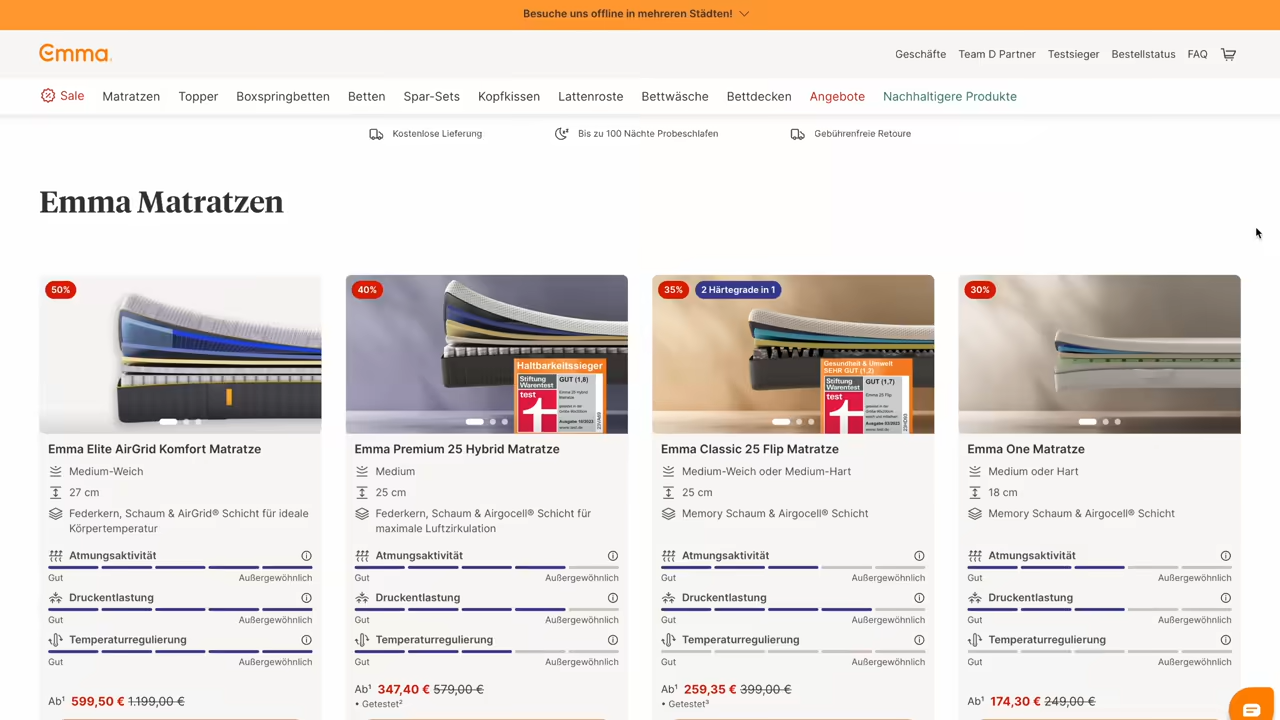 Besuche uns offline in mehreren Städten!
Emma
Geschäfte Team D Partner Testsieger Bestellstatus FAQ
Sale Matratzen Topper Boxspringbetten Betten Spar-Sets Kopfkissen Lattenroste Bettwäsche Bettdecken Angebote Nachhaltigere Produkte
Kostenlose Lieferung Bis zu 100 Nächte Probeschlafen Gebührenfreie Retoure
Emma Matratzen
50%
Emma Elite AirGrid Komfort Matratze
Medium-Weich
27 cm
Federkern, Schaum & AirGrid® Schicht für ideale
Körpertemperatur
Atmungsaktivität
Gut Außergewöhnlich
Druckentlastung
Gut Außergewöhnlich
Temperaturregulierung
Gut Außergewöhnlich
Ab¹ 599,50 € 1.199,00 €
40%
Haltbarkeitssieger
Stiftung
Warentest
GUT (1,8)
test
Emma Premium 25 Hybrid Matratze
Medium
25 cm
Federkern, Schaum & Airgocell® Schicht für
maximale Luftzirkulation
Atmungsaktivität
Gut Außergewöhnlich
Druckentlastung
Gut Außergewöhnlich
Temperaturregulierung
Gut Außergewöhnlich
Ab¹ 347,40 € 579,00 €
• Getestet²
35% 2 Härtegrade in 1
Gesundheit & Umwelt
SEHR GUT (1,2)
Stiftung
Warentest
GUT (1,7)
test
Emma 25 Flip
Emma Classic 25 Flip Matratze
Medium-Weich oder Medium-Hart
25 cm
Memory Schaum & Airgocell® Schicht
Atmungsaktivität
Gut Außergewöhnlich
Druckentlastung
Gut Außergewöhnlich
Temperaturregulierung
Gut Außergewöhnlich
Ab¹ 259,35 € 399,00 €
• Getestet³
30%
Emma One Matratze
Medium oder Hart
18 cm
Memory Schaum & Airgocell® Schicht
Atmungsaktivität
Gut Außergewöhnlich
Druckentlastung
Gut Außergewöhnlich
Temperaturregulierung
Gut Außergewöhnlich
Ab¹ 174,30 € 249,00 €